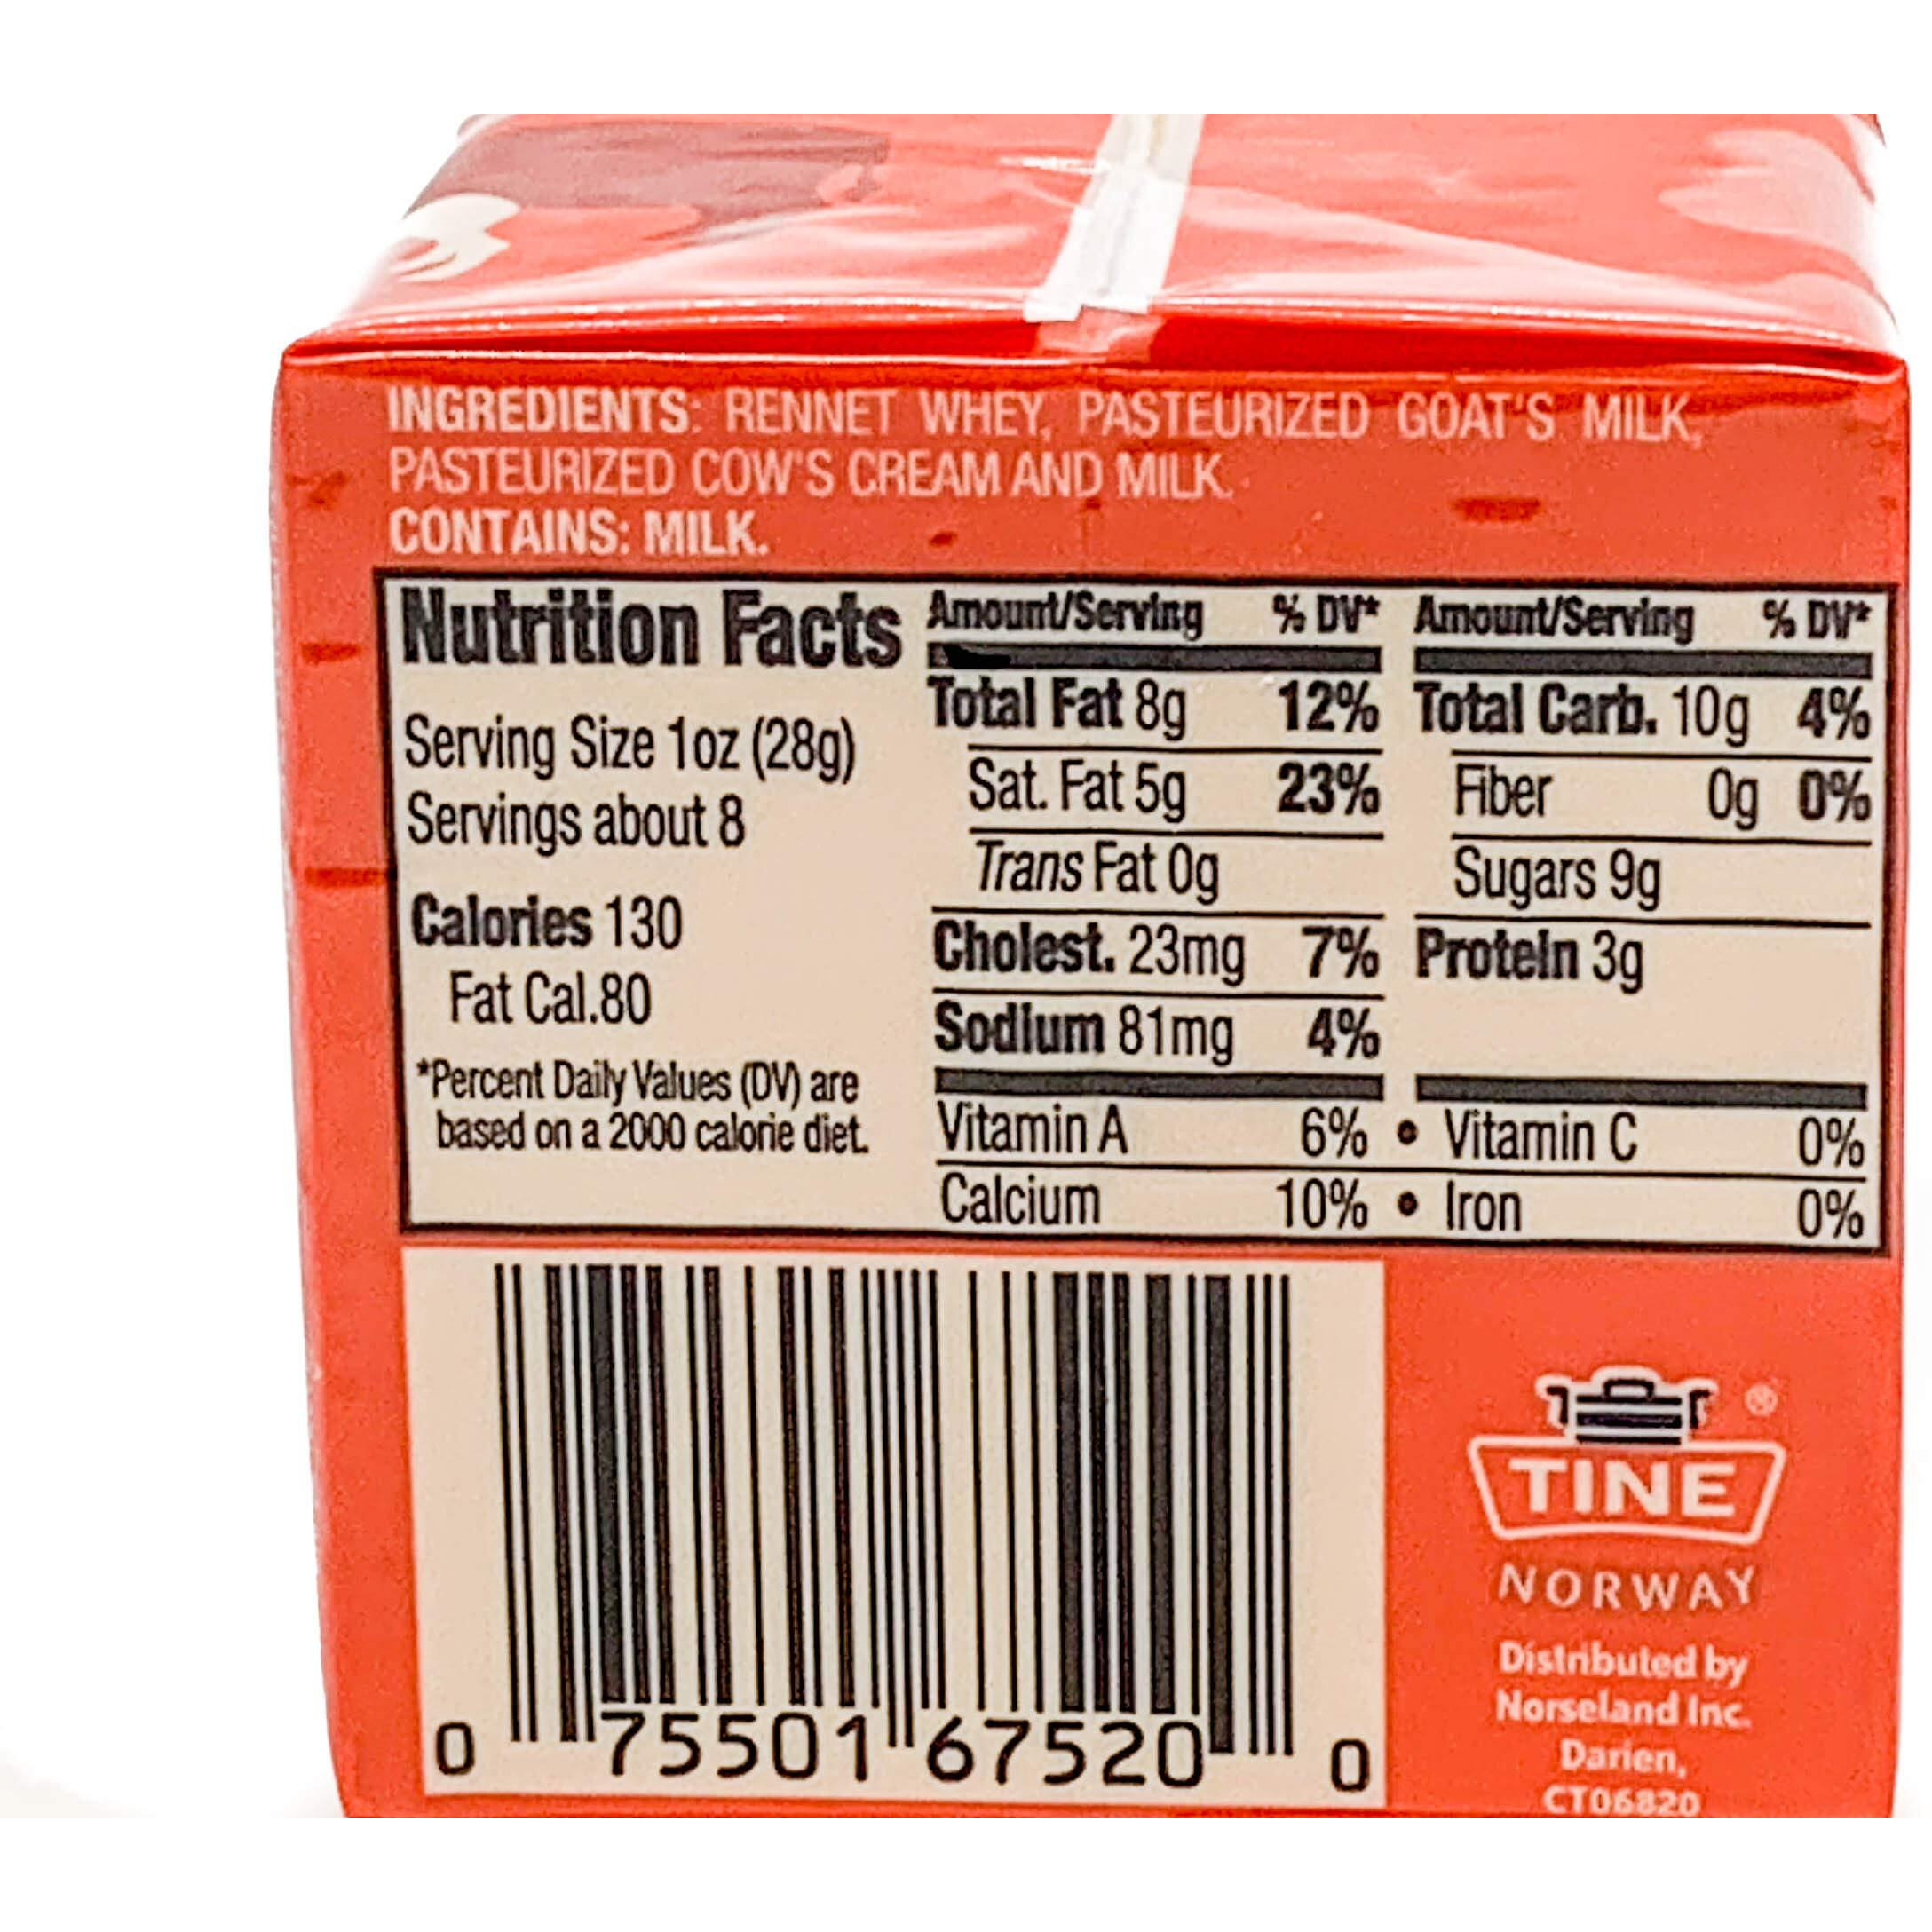 INGREDIENTS: RENNET WHEY, PASTEURIZED GOAT'S MILK,
PASTEURIZED COW'S CREAM AND MILK.
CONTAINS: MILK.
Nutrition Facts
Serving Size 1oz (28g)
Servings about 8
Calories 130
Fat Cal.80
*Percent Daily Values (DV) are
based on a 2000 calorie diet.
Amount/Serving % DV*
Total Fat 8g 12%
Sat. Fat 5g 23%
Trans Fat 0g
Cholest. 23mg 7%
Sodium 81mg 4%
Amount/Serving % DV*
Total Carb. 10g 4%
Fiber 0g 0%
Sugars 9g
Protein 3g
Vitamin A 6% • Vitamin C 0%
Calcium 10% • Iron 0%
0 75501 67520 0
®
TINE
NORWAY
Distributed by
Norseland Inc.
Darien,
CT06820